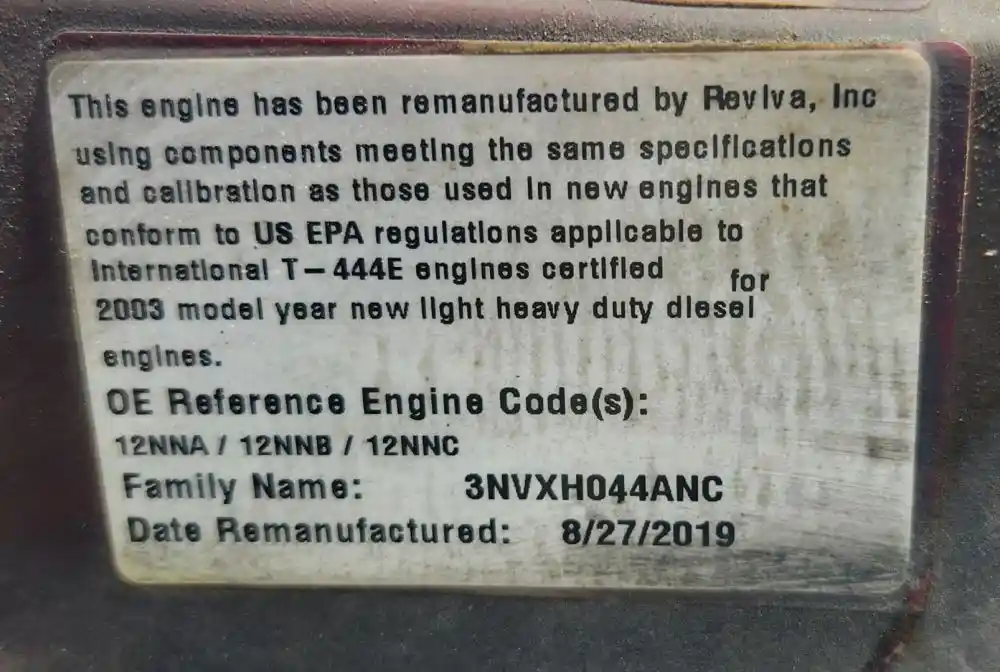 This engine has been remanufactured by Reviva, Inc
using components meeting the same specifications
and calibration as those used in new engines that
conform to US EPA regulations applicable to
International T-444E engines certified for
2003 model year new light heavy duty diesel
engines.
OE Reference Engine Code(s):
12NNA / 12NNB / 12NNC
Family Name: 3NVXH044ANC
Date Remanufactured: 8/27/2019